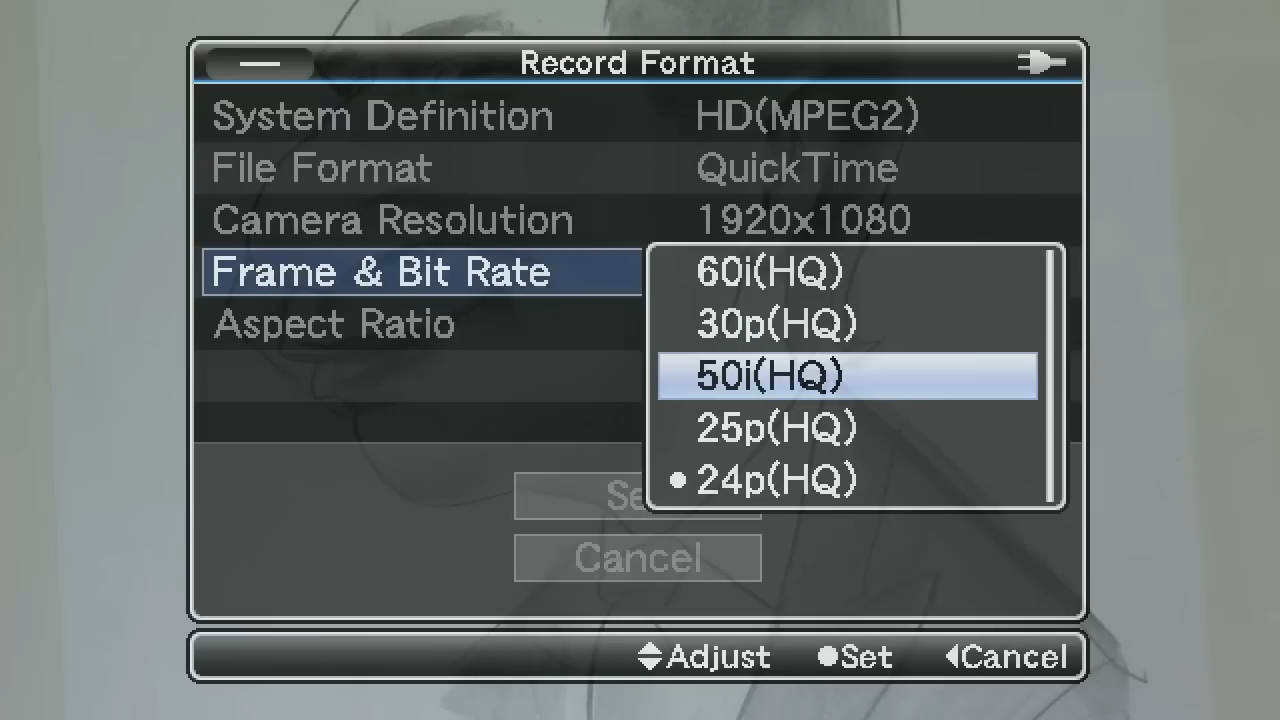 Record Format
System Definition HD(MPEG2)
File Format QuickTime
Camera Resolution 1920x1080
Frame & Bit Rate 60i(HQ)
Aspect Ratio 30p(HQ)
50i(HQ)
25p(HQ)
24p(HQ)
Cancel
Adjust Set Cancel